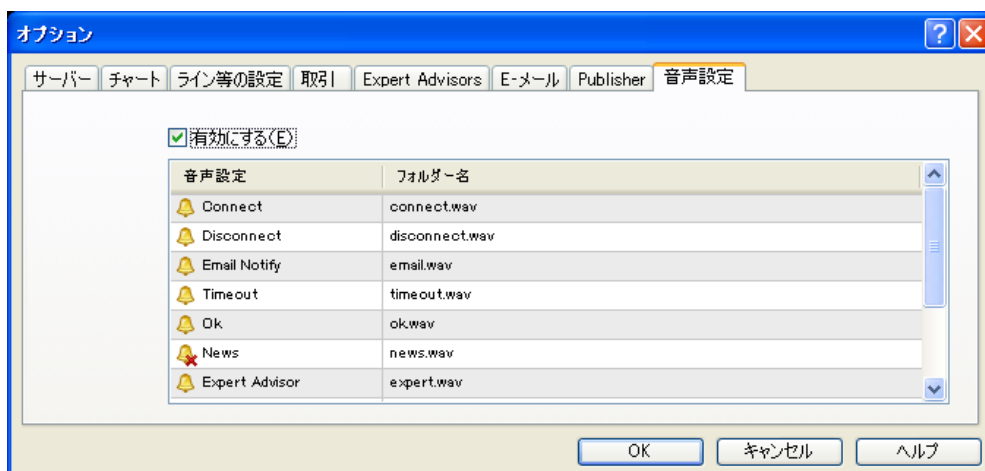 オプション
サーバー チャート ライン等の設定 取引 Expert Advisors E-メール Publisher 音声設定
有効にする(E)
音声設定 フォルダー名
Connect connect.wav
Disconnect disconnect.wav
Email Notify email.wav
Timeout timeout.wav
Ok ok.wav
News news.wav
Expert Advisor expert.wav
OK キャンセル ヘルプ